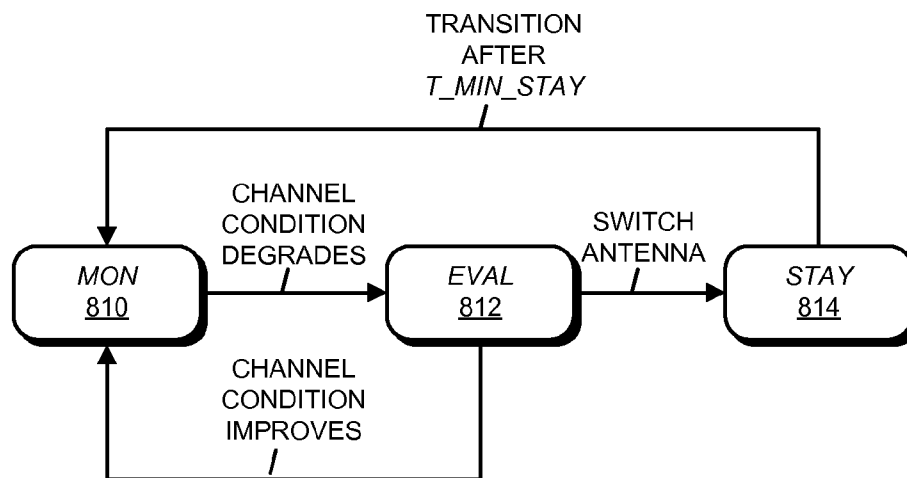 TRANSITION
AFTER
T_MIN_STAY
CHANNEL
CONDITION
DEGRADES
SWITCH
ANTENNA
MON
810
EVAL
812
STAY
814
CHANNEL
CONDITION
IMPROVES